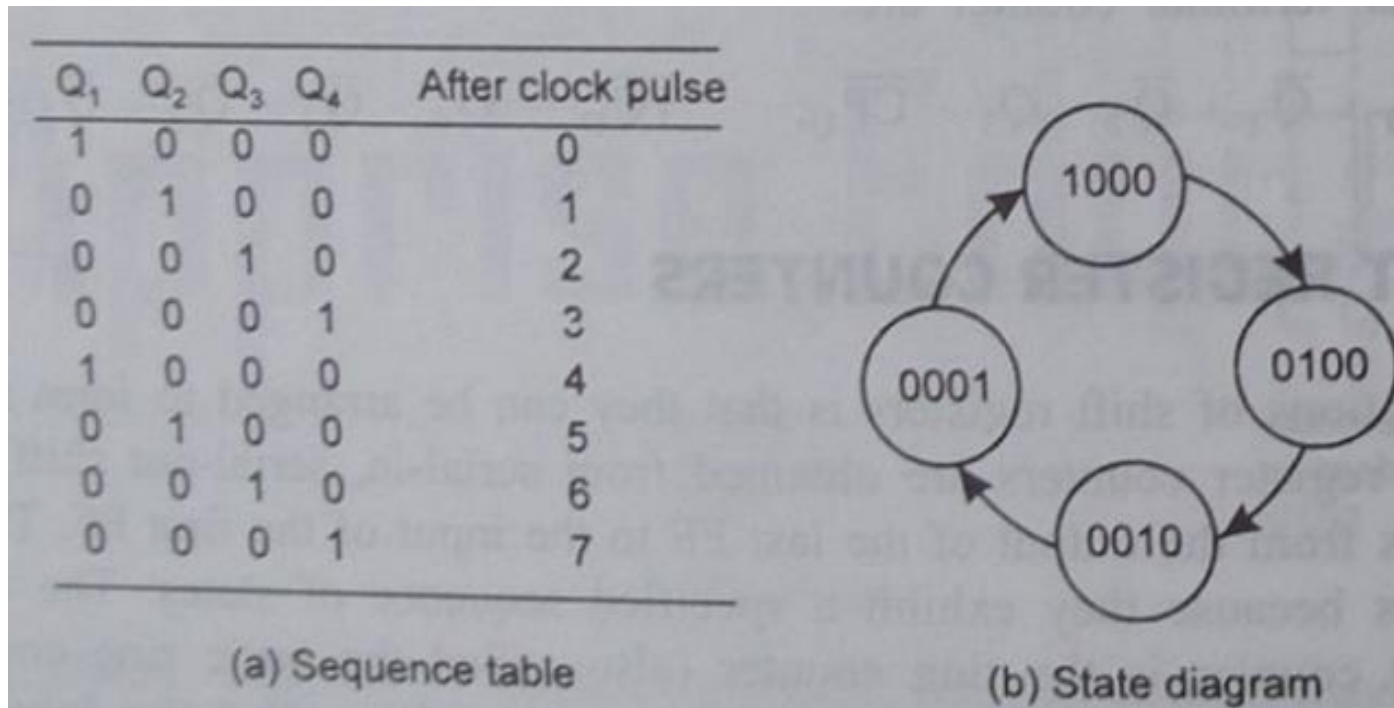 Q1 Q2 Q3 Q4 After clock pulse
1 0 0 0 0
0 1 0 0 1
0 0 1 0 2
0 0 0 1 3
1 0 0 0 4
0 1 0 0 5
0 0 1 0 6
0 0 0 1 7
(a) Sequence table
1000
0100
0010
0001
(b) State diagram